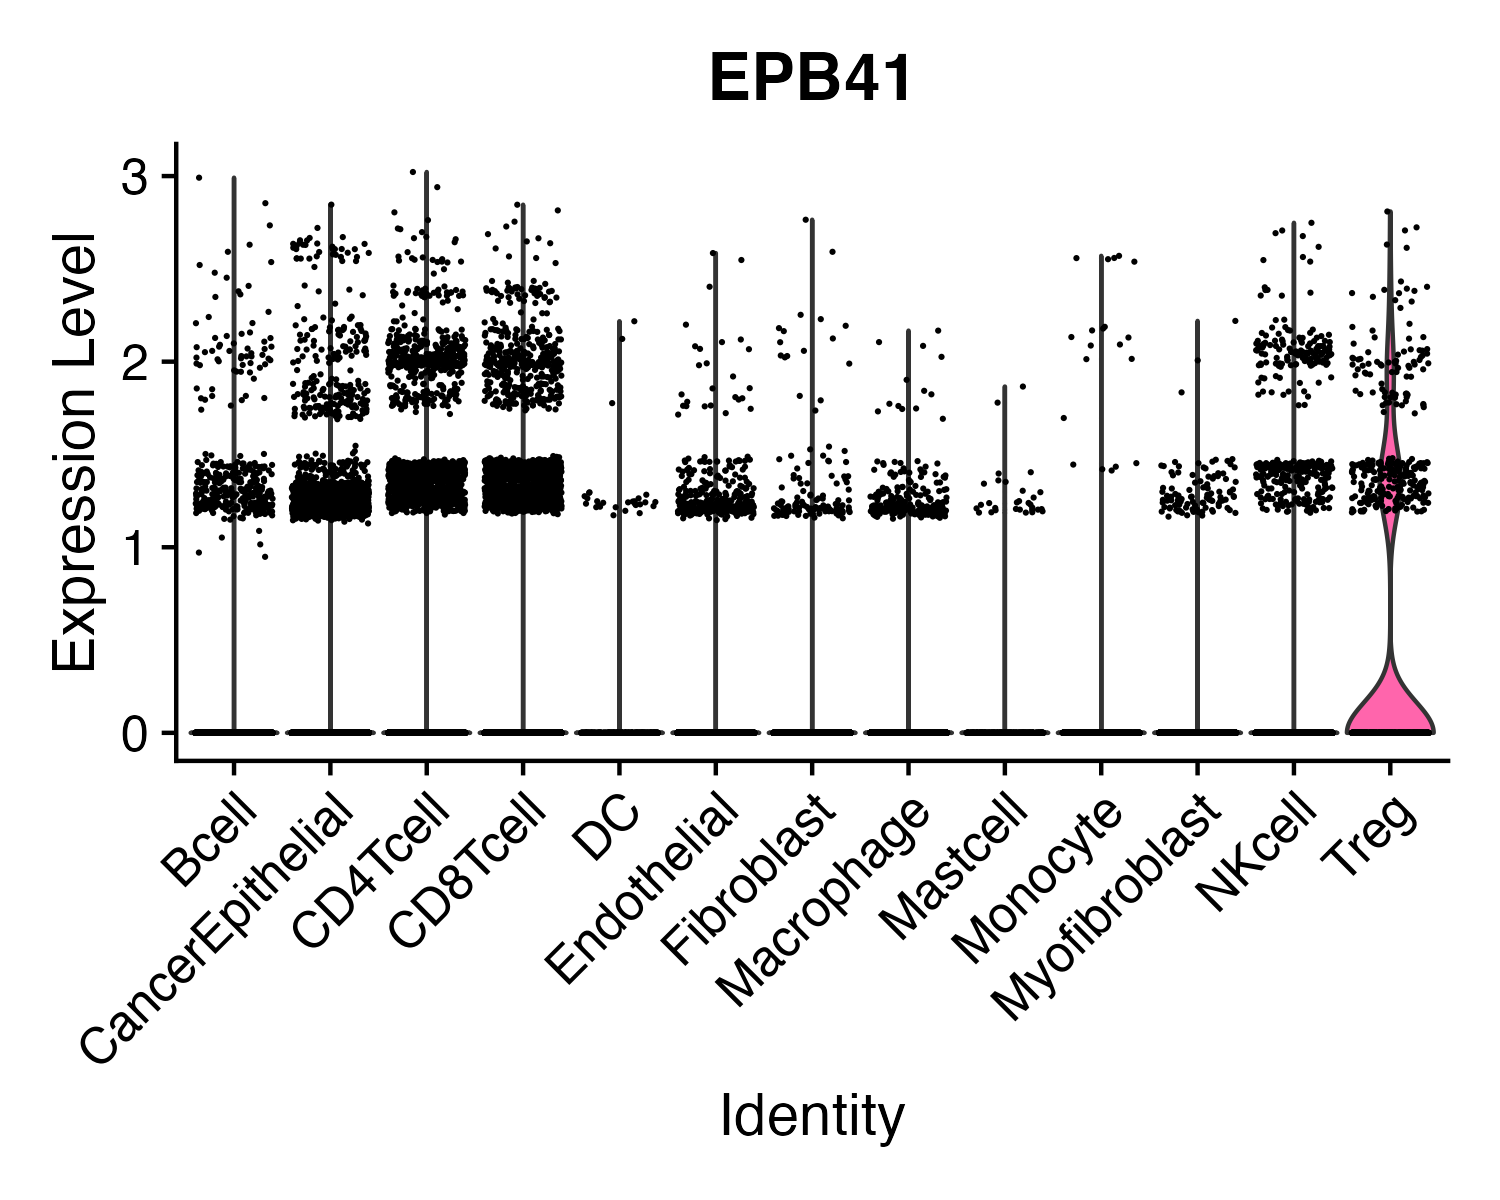 EPB41
Expression Level
3
2
1
0
Bcell
CancerEpithelial
CD4Tcell
CD8Tcell
DC
Endothelial
Fibroblast
Macrophage
Mastcell
Monocyte
Myofibroblast
NKcell
Treg
Identity